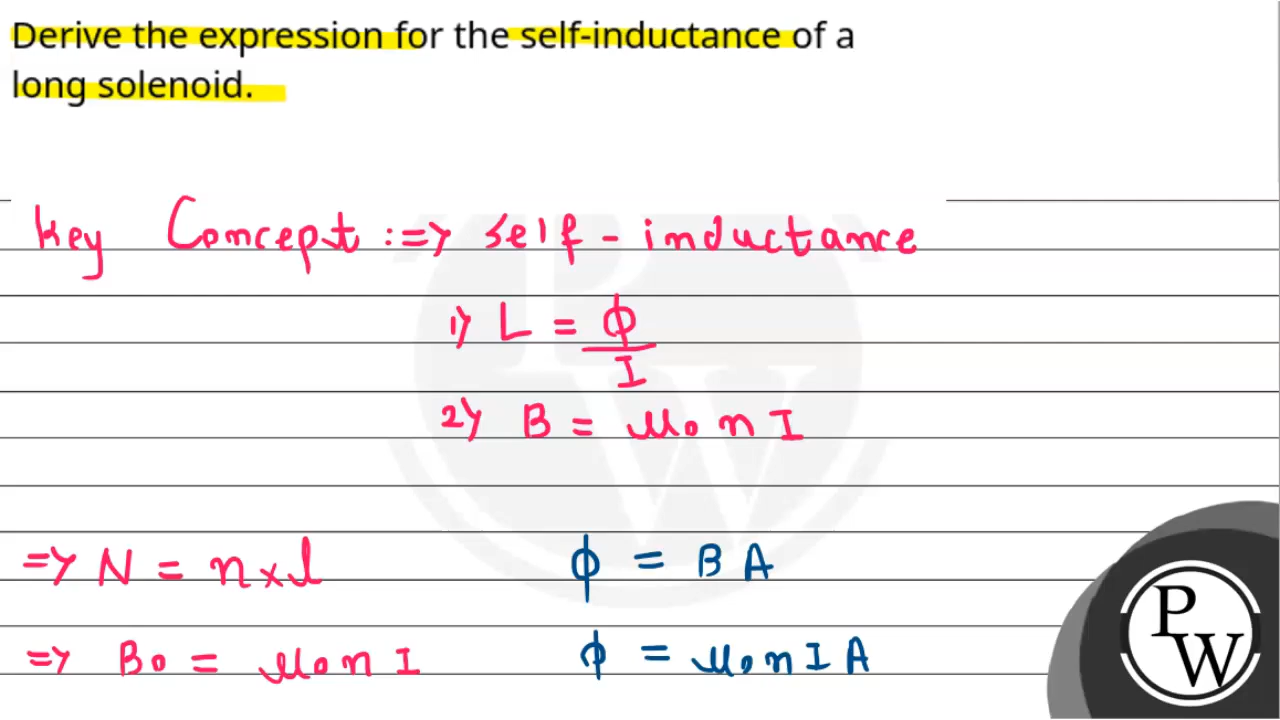 Derive the expression for the self-inductance of a
long solenoid.
Key Concept :=> Self - inductance
1> L = ϕ/I
2> B = μ₀ n I
=> N = n x l
ϕ = B A
=> B₀ = μ₀ n I
ϕ = μ₀ n I A
P
W